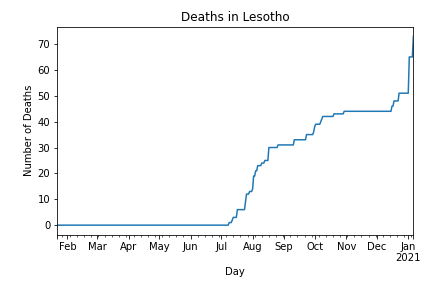 Deaths in Lesotho
Number of Deaths
70
60
50
40
30
20
10
0
Feb Mar Apr May Jun Jul Aug Sep Oct Nov Dec Jan
2021
Day